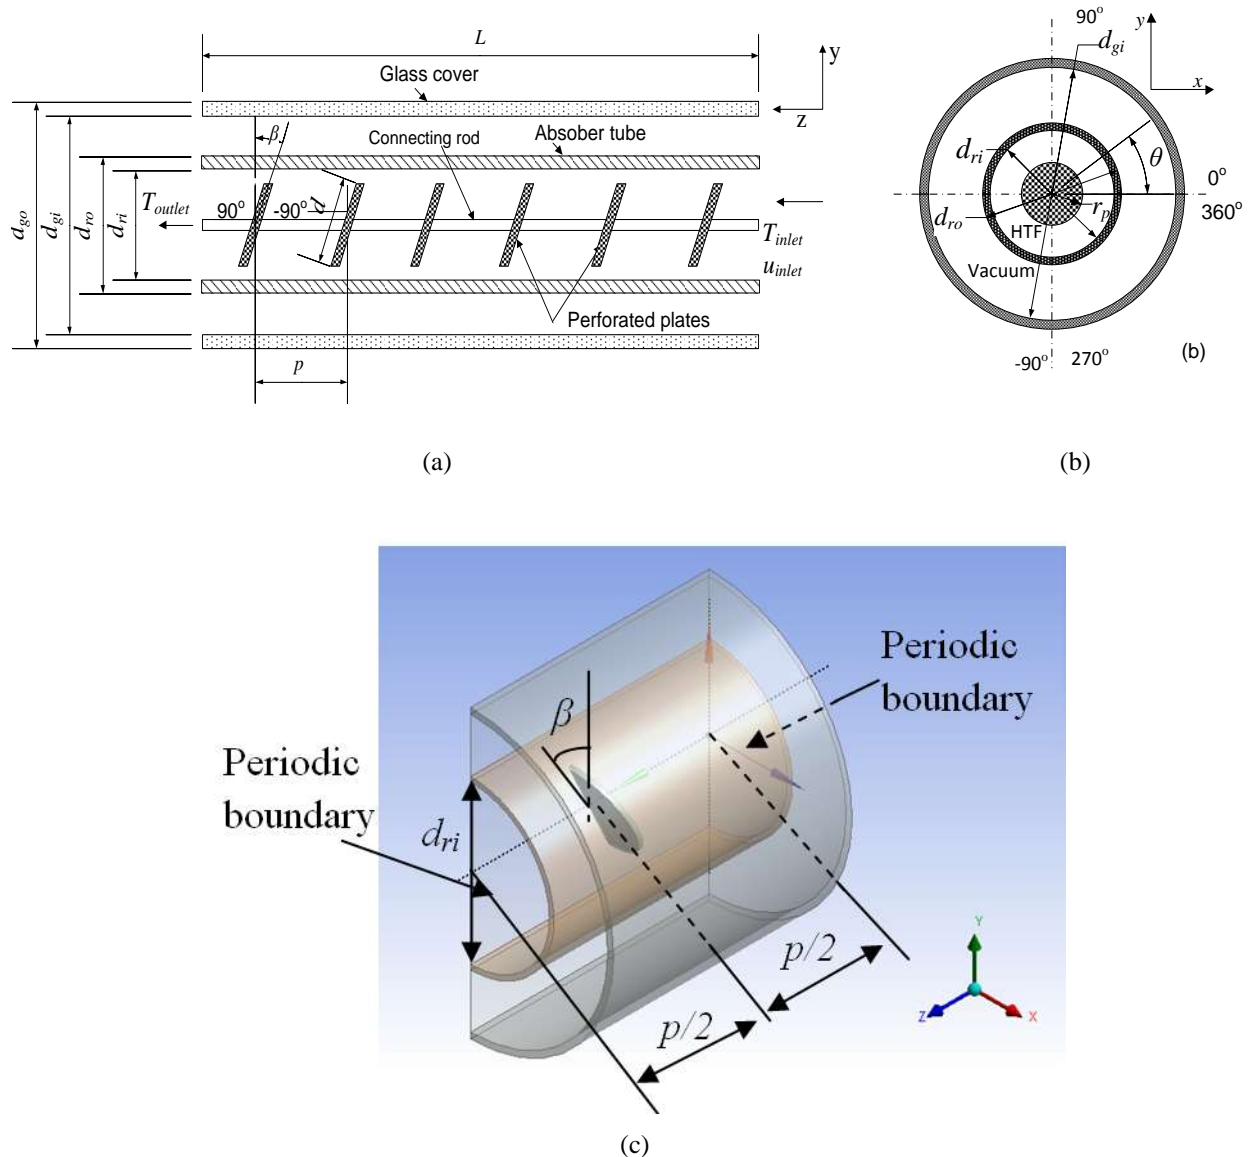 L
y
Glass cover
z
β
Connecting rod
Absober tube
d_go
d_gi
d_ro
d_ri
T_outlet
90°
-90°
d
T_inlet
u_inlet
Perforated plates
p
90°
y
d_gi
x
d_ri
θ
0°
360°
r_p
d_ro
HTF
Vacuum
-90°
270°
(b)
(a)
(b)
Periodic
boundary
β
Periodic
boundary
d_ri
p/2
p/2
Y
Z
X
(c)